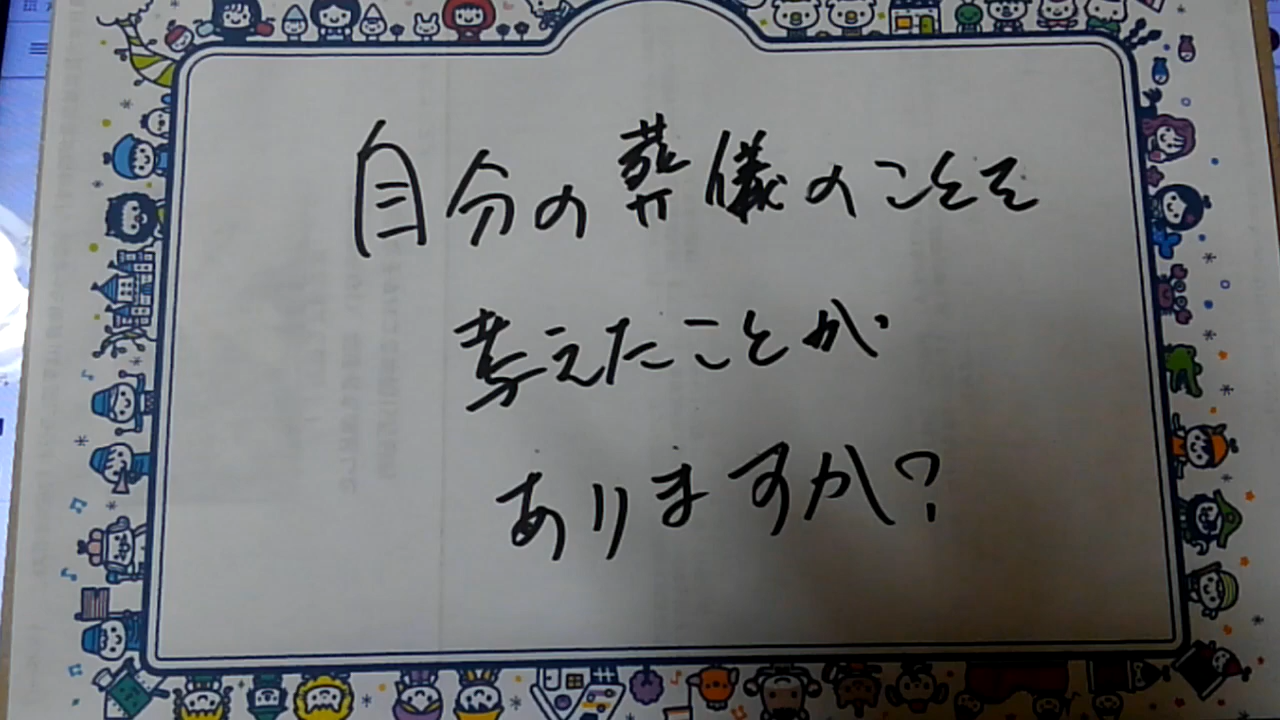 自分の葬儀のことを
考えたことが
ありますか?